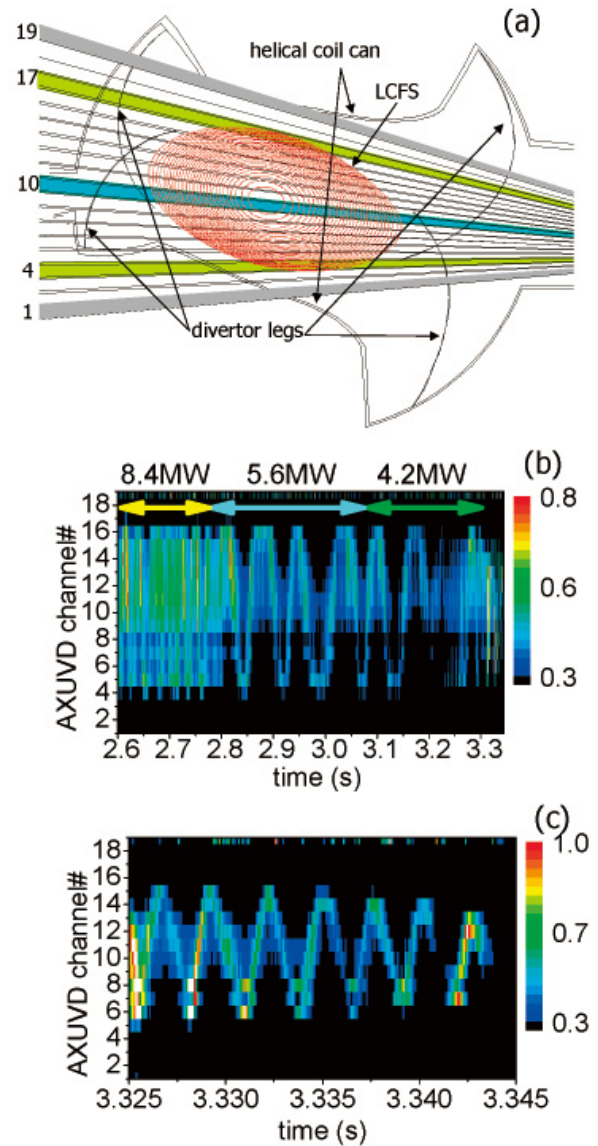 (a)
19
helical coil can
17
LCFS
10
4
divertor legs
1
(b)
8.4MW 5.6MW 4.2MW
AXUVD channel#
18
16
14
12
10
8
6
4
2
2.6 2.7 2.8 2.9 3.0 3.1 3.2 3.3
time (s)
0.8
0.6
0.3
(c)
AXUVD channel#
18
16
14
12
10
8
6
4
2
3.325 3.330 3.335 3.340 3.345
time (s)
1.0
0.7
0.3